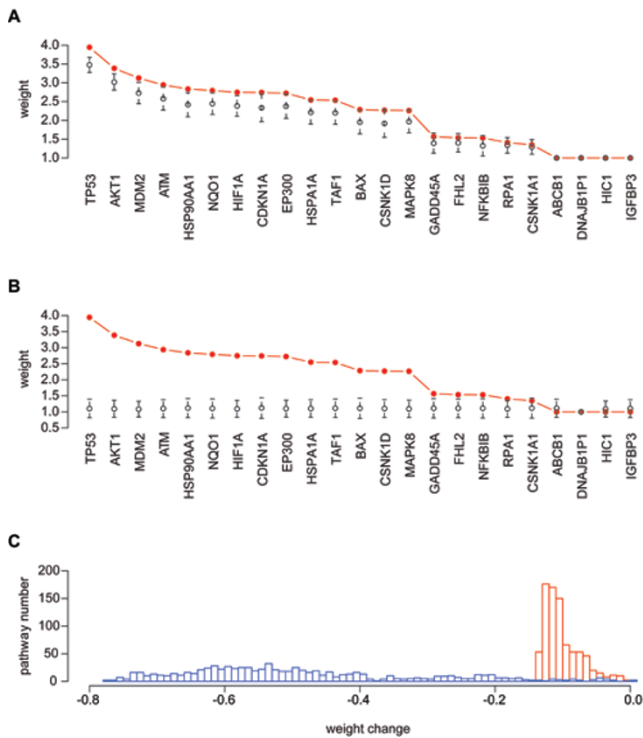 A
4.0
3.5
3.0
2.5
2.0
1.5
1.0
weight
TP53
AKT1
MDM2
ATM
HSP90AA1
NQO1
HIF1A
CDKN1A
EP300
HSPA1A
TAF1
BAX
CSNK1D
MAPK8
GADD45A
FHL2
NFKBIB
RPA1
CSNK1A1
ABCB1
DNAJB1P1
HIC1
IGFBP3
B
4.0
3.5
3.0
2.5
2.0
1.5
1.0
0.5
weight
TP53
AKT1
MDM2
ATM
HSP90AA1
NQO1
HIF1A
CDKN1A
EP300
HSPA1A
TAF1
BAX
CSNK1D
MAPK8
GADD45A
FHL2
NFKBIB
RPA1
CSNK1A1
ABCB1
DNAJB1P1
HIC1
IGFBP3
C
200
150
100
50
0
pathway number
-0.8 -0.6 -0.4 -0.2 0.0
weight change